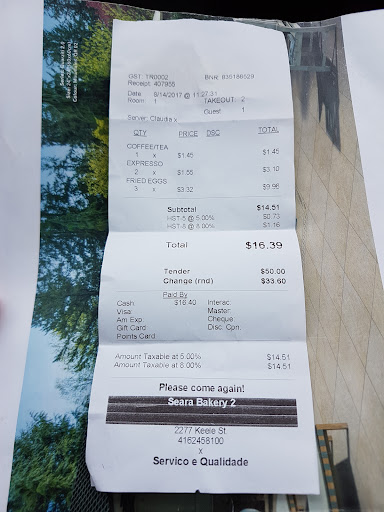 GST TR0002 BN#: 830186529
Receipt: 407955
Date: 8/14/2017 @ 11:27:31
Room 1 TAKEOUT: 2
Guest 1
Server: Claudia x
QTY PRICE DSC TOTAL
COFFEE/TEA
1 x $1.45 $1.45
EXPRESSO
2 x $1.55 $3.10
FRIED EGGS
3 x $3.32 $9.96
Subtotal $14.51
HST-5 @ 5.00% $0.73
HST-8 @ 8.00% $1.16
Total $16.39
Tender $50.00
Change (rnd) $33.60
Paid By
Cash: $16.40 Interac:
Visa: Master:
Am Exp: Cheque:
Gift Card Disc. Cpn.
Points Card
Amount Taxable at 5.00% $14.51
Amount Taxable at 8.00% $14.51
Please come again!
Seara Bakery 2
2277 Keele St.
4162458100
x
Servico e Qualidade